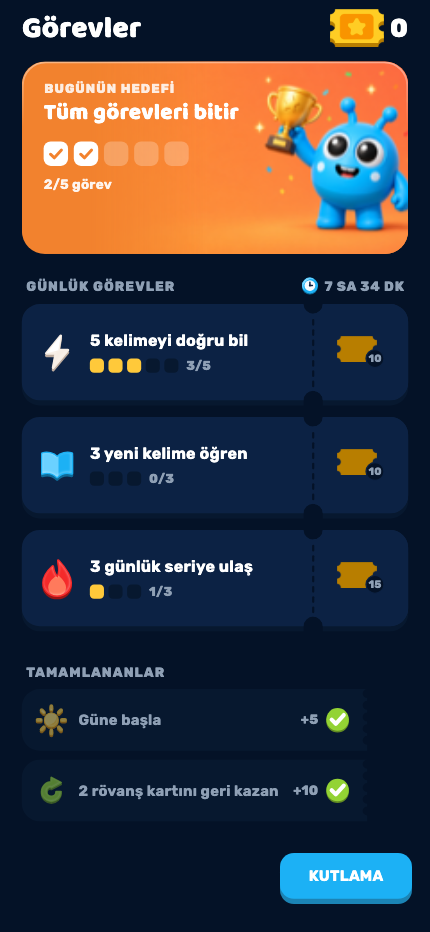 Görevler
0
BUGÜNÜN HEDEFİ
Tüm görevleri bitir
2/5 görev
GÜNLÜK GÖREVLER
7 SA 34 DK
5 kelimeyi doğru bil
3/5
10
3 yeni kelime öğren
0/3
10
3 günlük seriye ulaş
1/3
15
TAMAMLANANLAR
Güne başla
+5
2 rövanş kartını geri kazan
+10
KUTLAMA